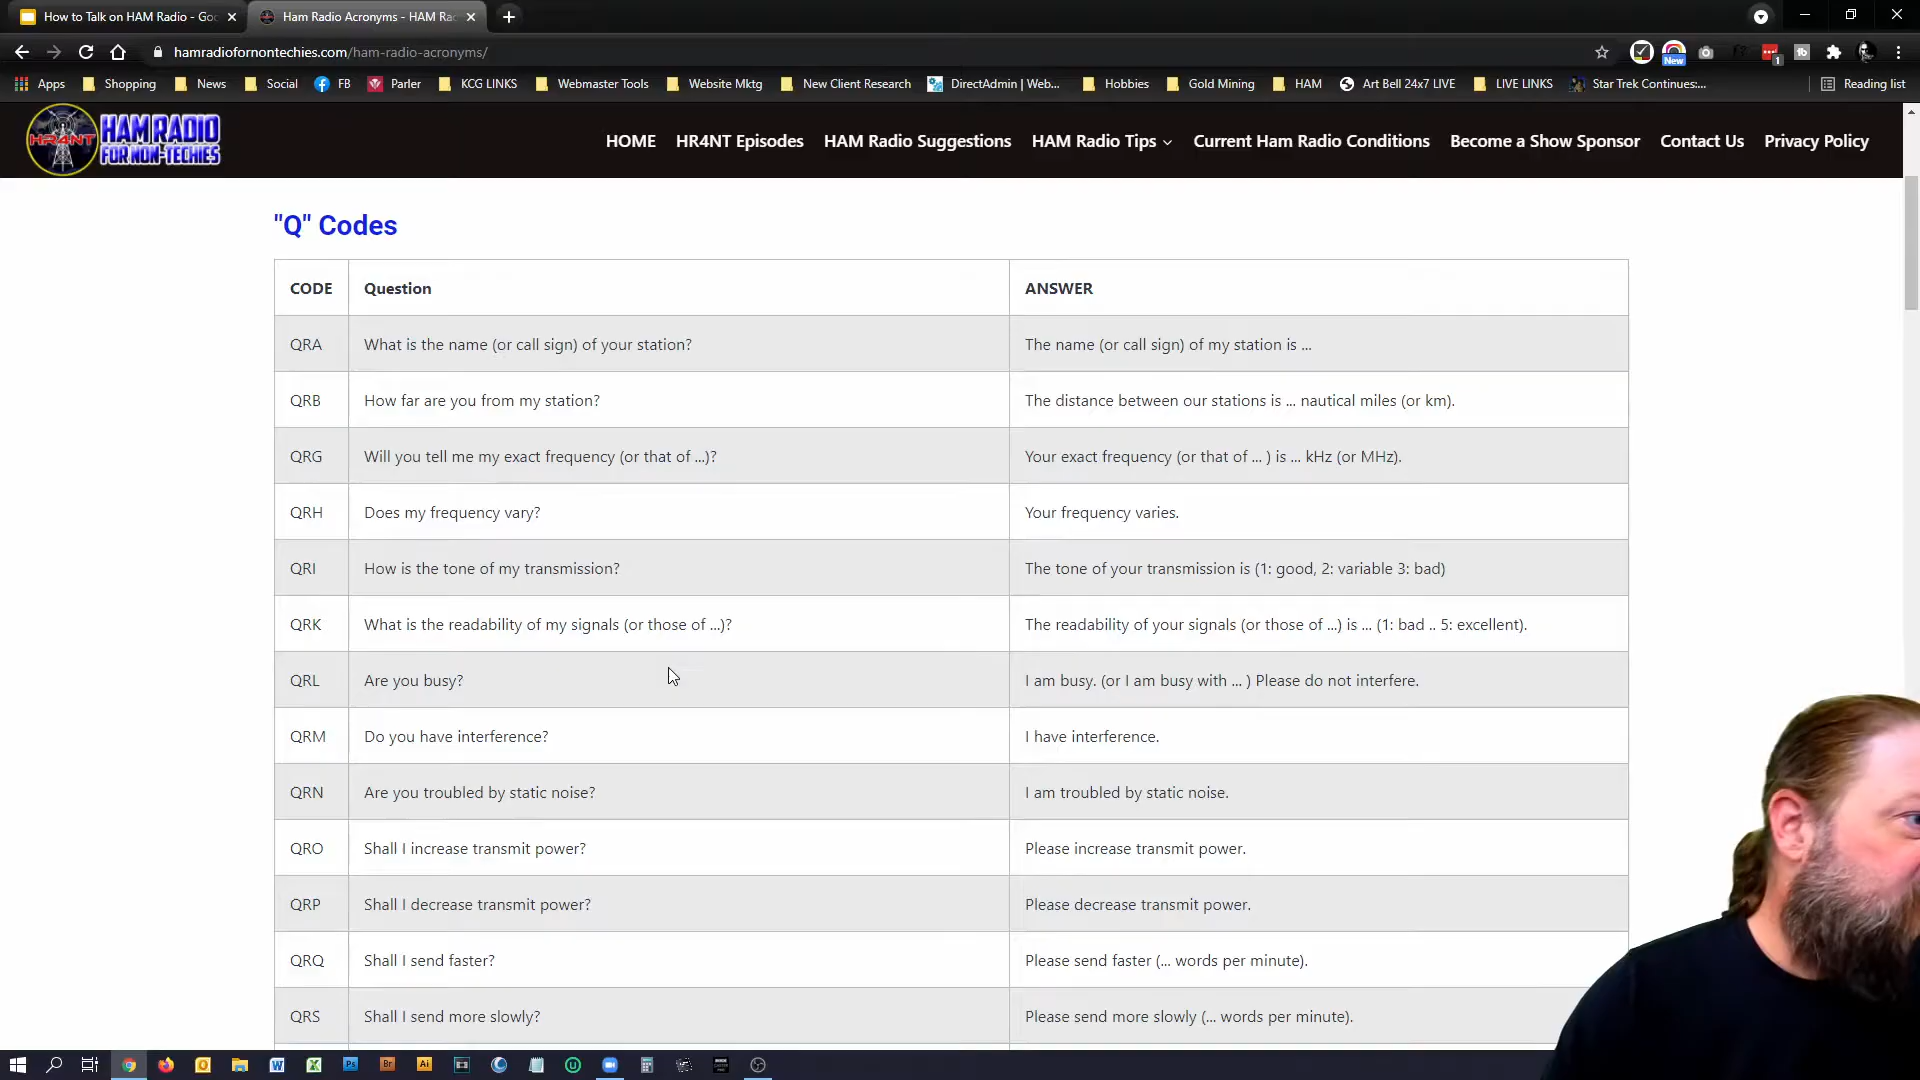 How to Talk on HAM Radio - Goo
Ham Radio Acronyms - HAM Ra
hamradiofornontechies.com/ham-radio-acronyms/
New
1
Apps Shopping News Social FB Parler KCG LINKS Webmaster Tools Website Mktg New Client Research DirectAdmin | Web... Hobbies Gold Mining HAM Art Bell 24x7 LIVE LIVE LINKS Star Trek Continues:... Reading list
HR4NT
HAM RADIO
FOR NON-TECHIES
HOME HR4NT Episodes HAM Radio Suggestions HAM Radio Tips Current Ham Radio Conditions Become a Show Sponsor Contact Us Privacy Policy
"Q" Codes
CODE Question ANSWER
QRA What is the name (or call sign) of your station? The name (or call sign) of my station is ...
QRB How far are you from my station? The distance between our stations is ... nautical miles (or km).
QRG Will you tell me my exact frequency (or that of ...)? Your exact frequency (or that of ... ) is ... kHz (or MHz).
QRH Does my frequency vary? Your frequency varies.
QRI How is the tone of my transmission? The tone of your transmission is (1: good, 2: variable 3: bad)
QRK What is the readability of my signals (or those of ...)? The readability of your signals (or those of ...) is ... (1: bad .. 5: excellent).
QRL Are you busy? I am busy. (or I am busy with ... ) Please do not interfere.
QRM Do you have interference? I have interference.
QRN Are you troubled by static noise? I am troubled by static noise.
QRO Shall I increase transmit power? Please increase transmit power.
QRP Shall I decrease transmit power? Please decrease transmit power.
QRQ Shall I send faster? Please send faster (... words per minute).
QRS Shall I send more slowly? Please send more slowly (... words per minute).
Ps Br Ai